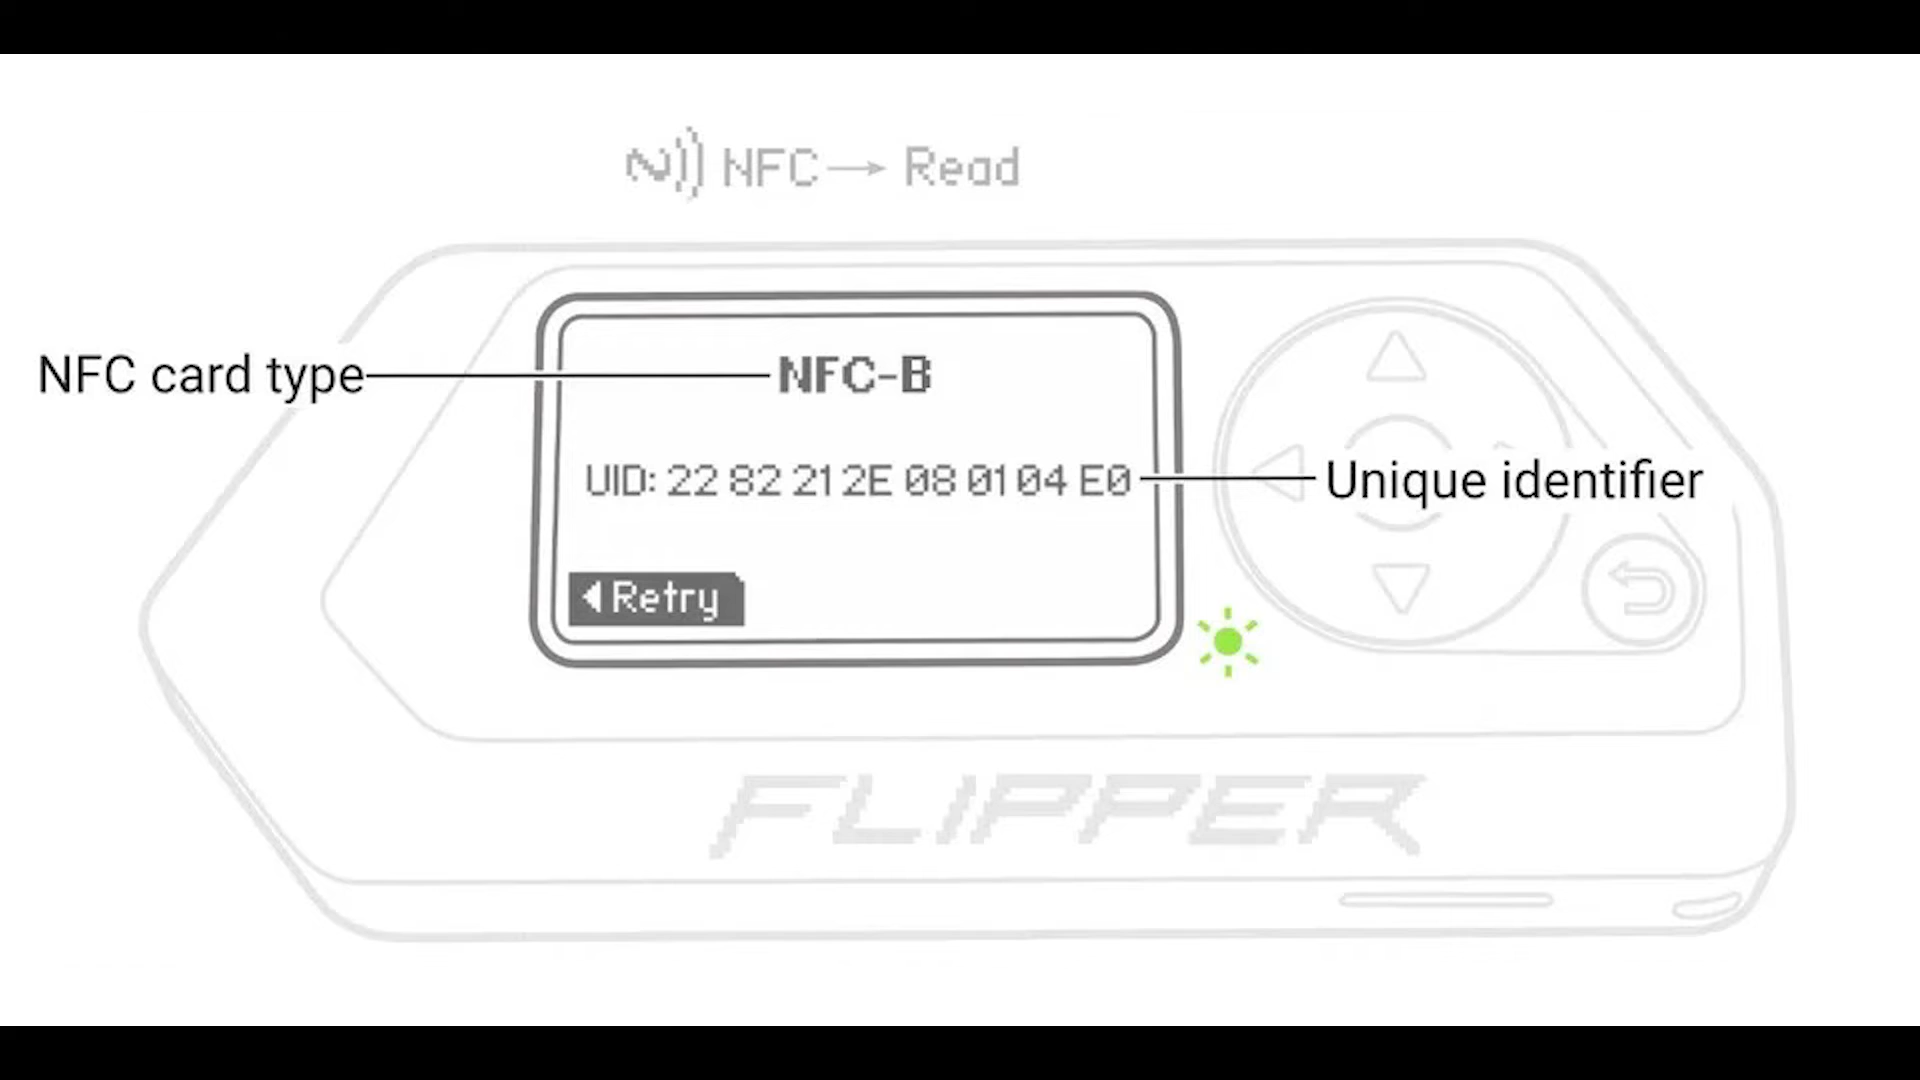 NFC → Read
NFC card type
NFC-B
UID: 22 82 21 2E 08 01 04 E0
Unique identifier
Retry
FLIPPER